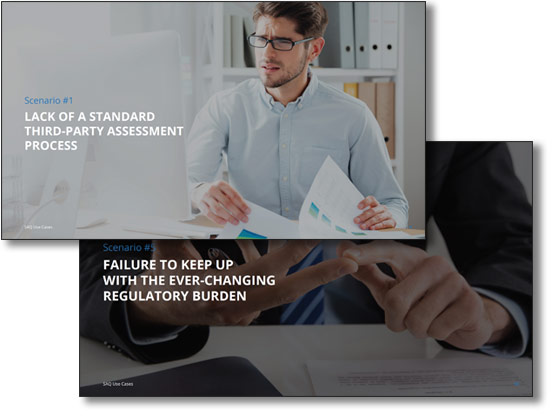 Scenario #1
LACK OF A STANDARD
THIRD-PARTY ASSESSMENT
PROCESS
SAQ Use Cases
Scenario #5
FAILURE TO KEEP UP
WITH THE EVER-CHANGING
REGULATORY BURDEN
SAQ Use Cases